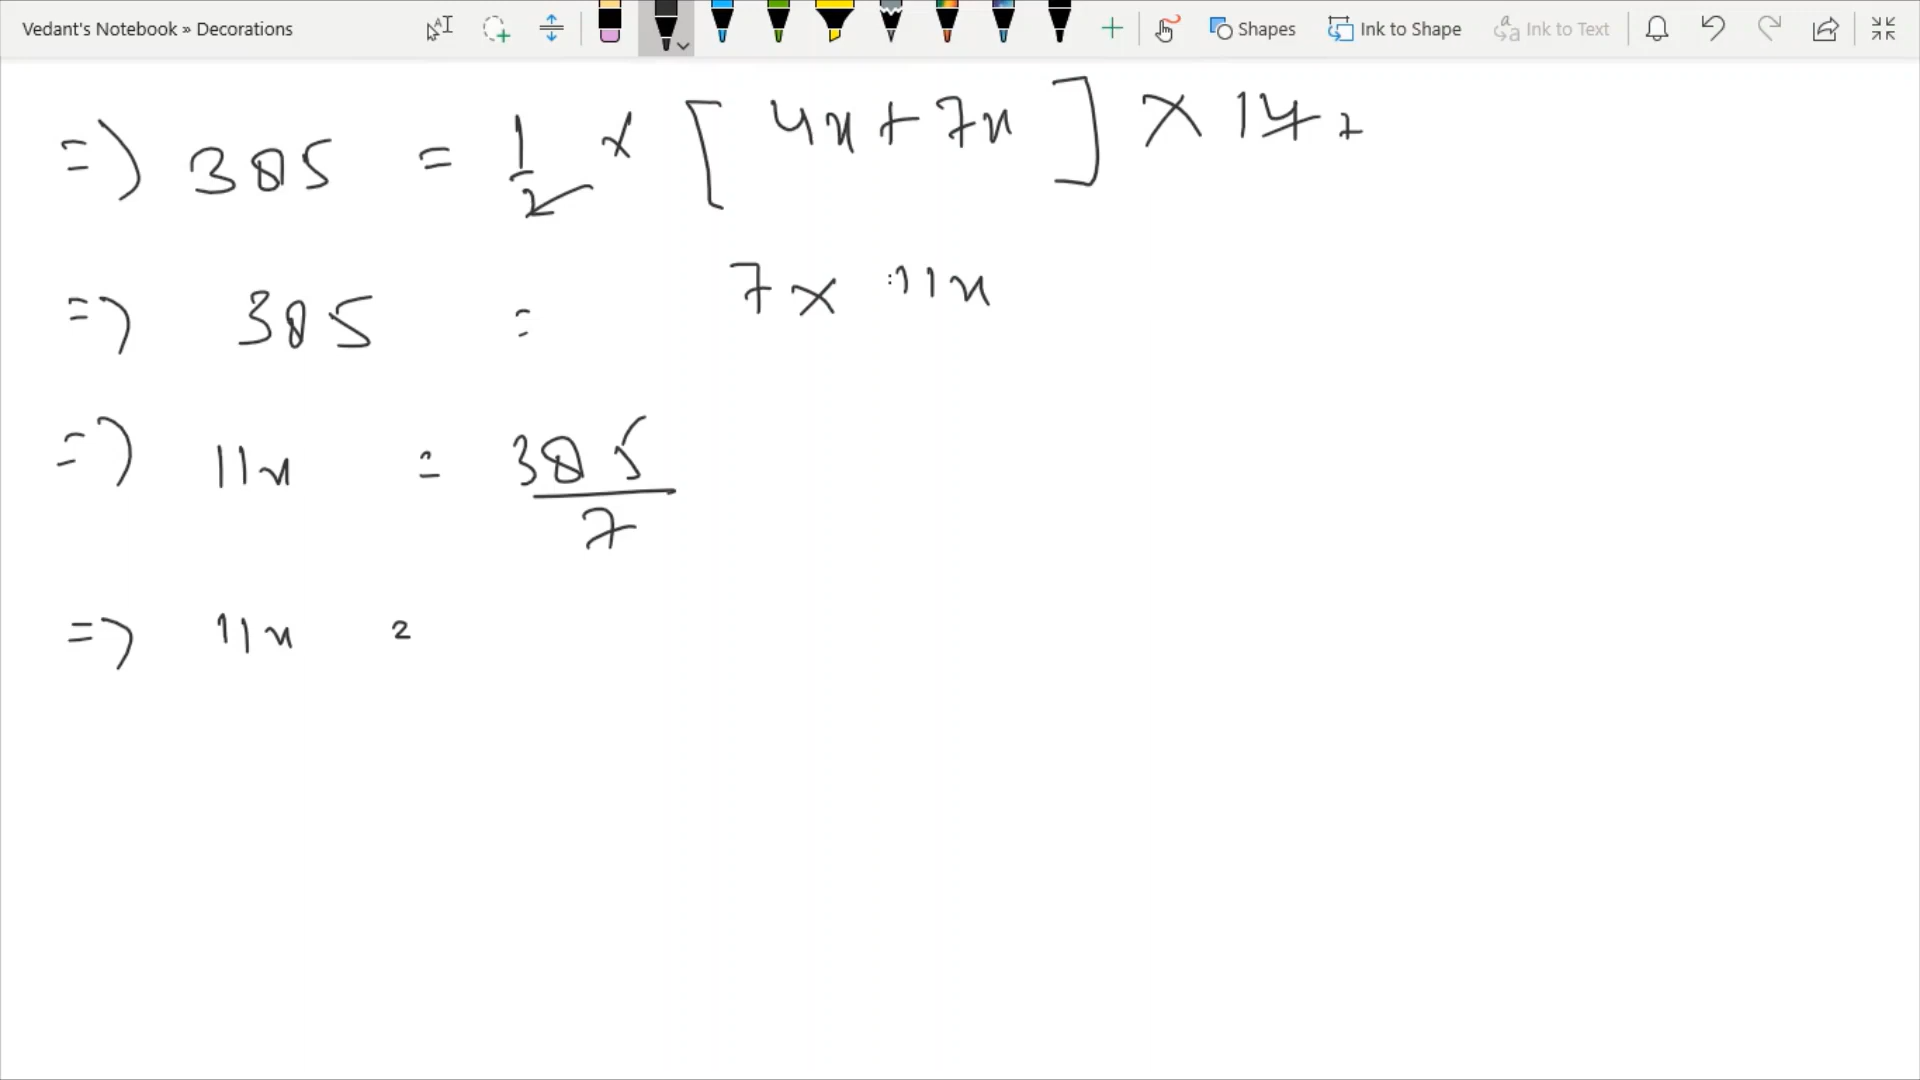 Vedant's Notebook » Decorations Shapes Ink to Shape Ink to Text
=> 385 = 1/2 × [4x + 7x] × 14 7
=> 385 = 7 × 11x
=> 11x = 385/7
=> 11x =